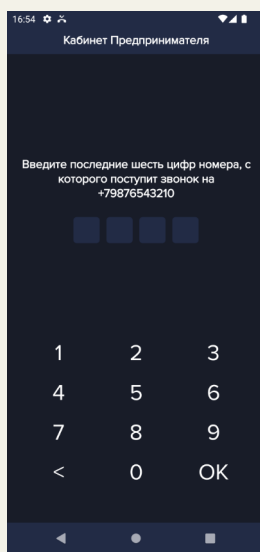 16:54
Кабинет Предпринимателя
Введите последние шесть цифр номера, с
которого поступит звонок на
+79876543210
1 2 3
4 5 6
7 8 9
< 0 OK